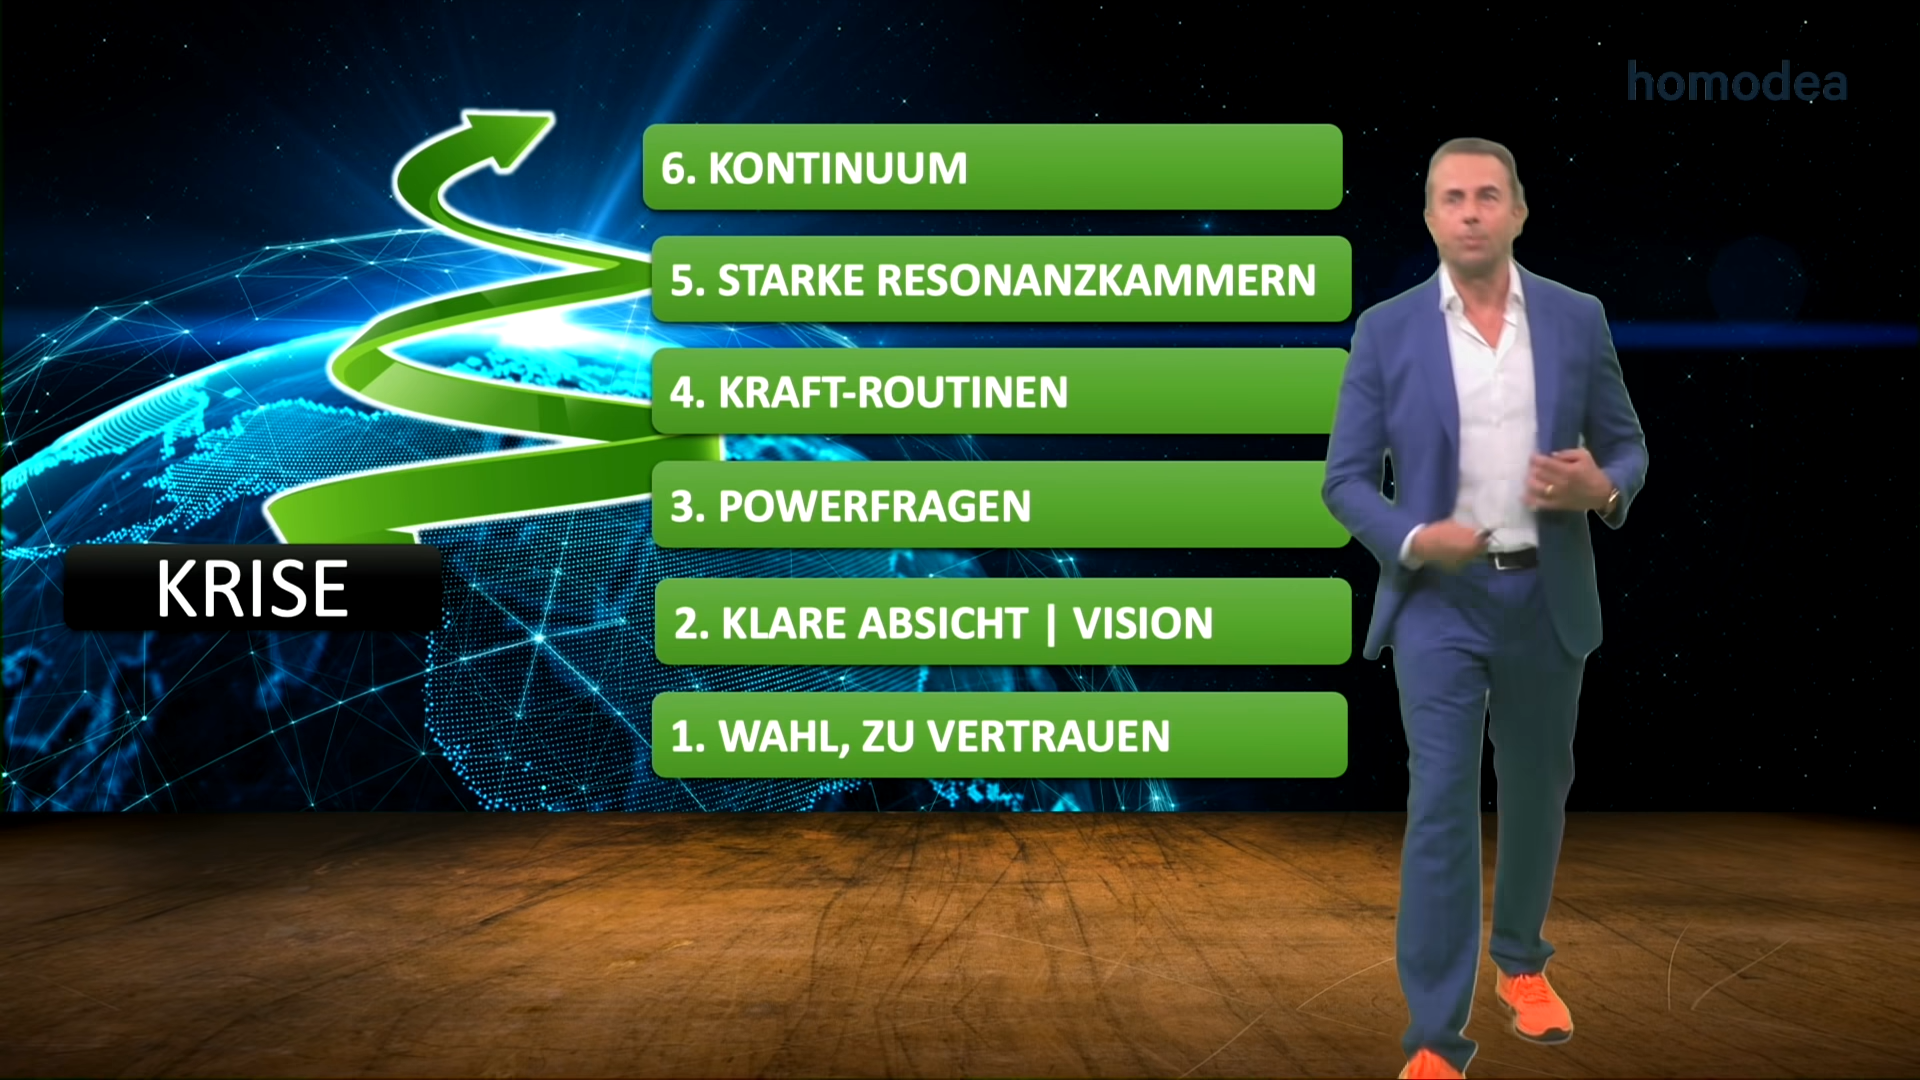 homodea
6. KONTINUUM
5. STARKE RESONANZKAMMERN
4. KRAFT-ROUTINEN
3. POWERFRAGEN
KRISE
2. KLARE ABSICHT | VISION
1. WAHL, ZU VERTRAUEN